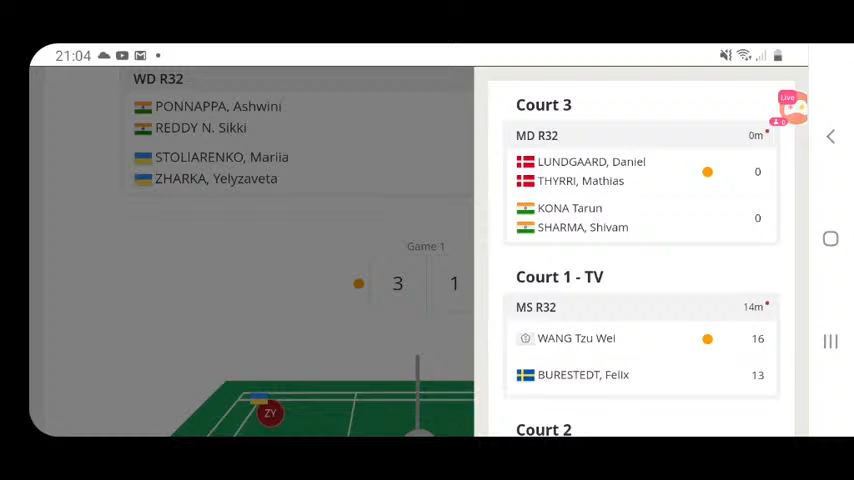 21:04
WD R32
PONNAPPA, Ashwini
REDDY N. Sikki
STOLIARENKO, Mariia
ZHARKA, Yelyzaveta
Game 1
3 1
ZY
Court 3
MD R32 0m
LUNDGAARD, Daniel 0
THYRRI, Mathias
KONA Tarun 0
SHARMA, Shivam
Court 1 - TV
MS R32 14m
WANG Tzu Wei 16
BURESTEDT, Felix 13
Court 2
Live
0